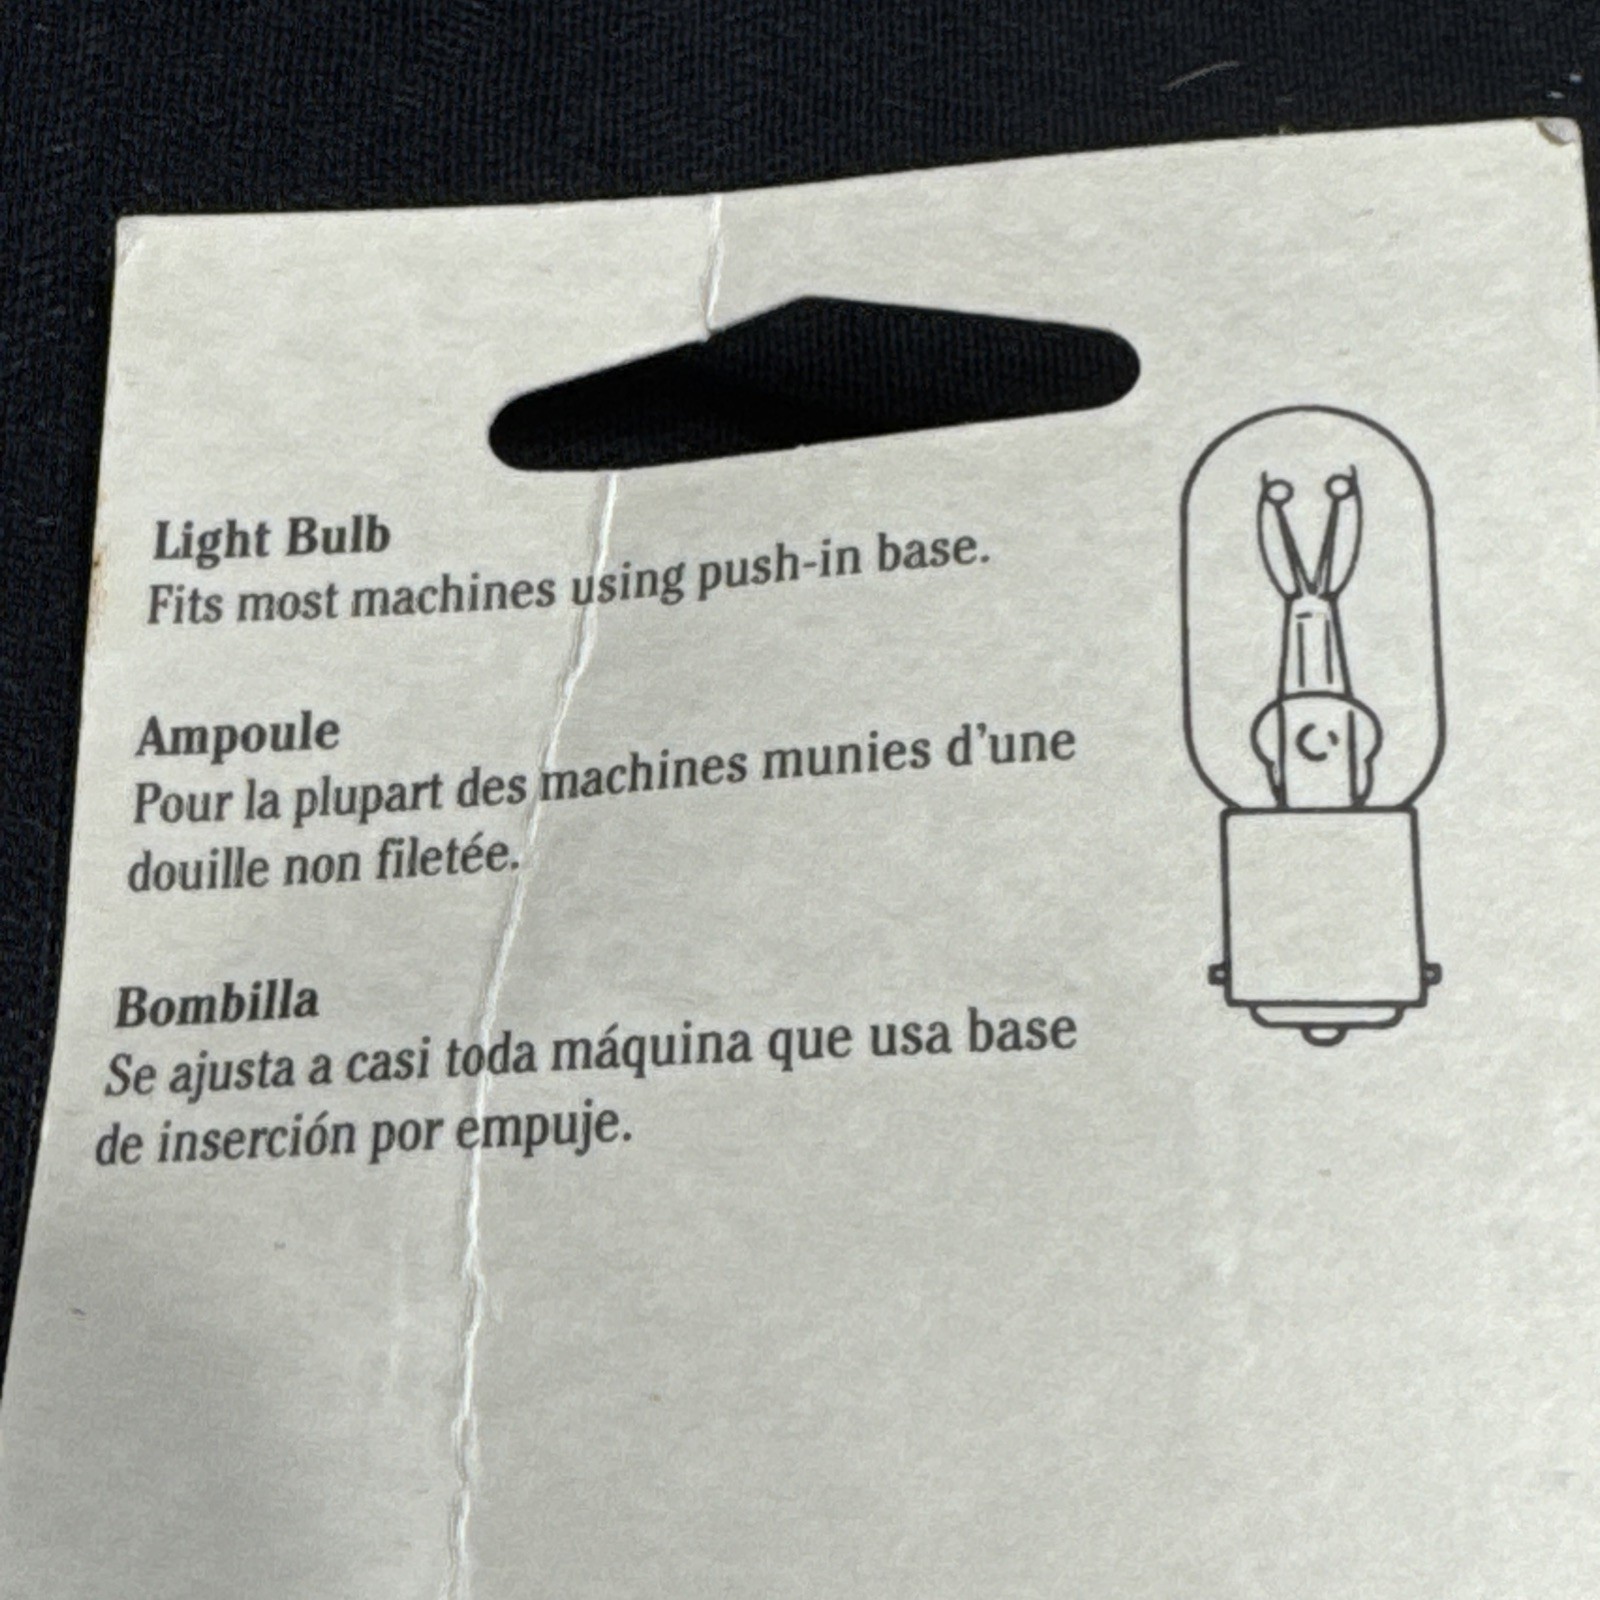 Light Bulb
Fits most machines using push-in base.
Ampoule
Pour la plupart des machines munies d'une
douille non filetée.
Bombilla
Se ajusta a casi toda máquina que usa base
de inserción por empuje.